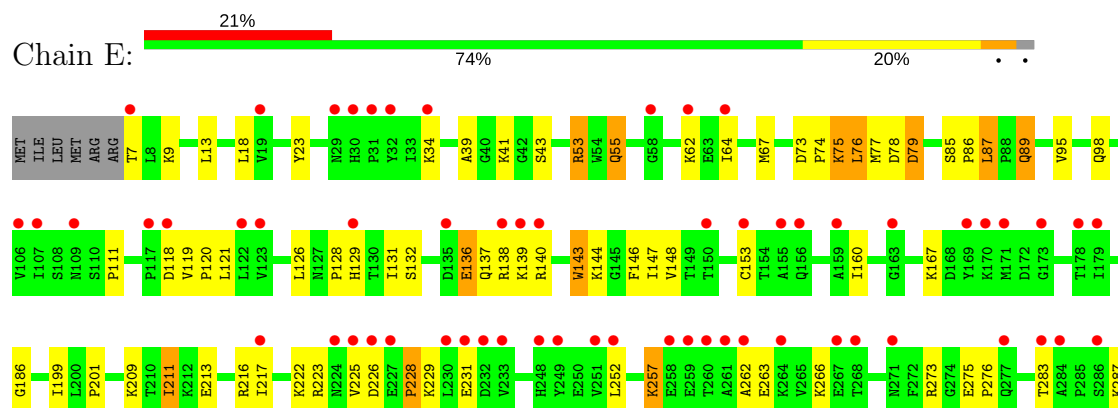 21%
Chain E:
74% 20% • •
MET ILE LEU MET ARG ARG T7 L8 K9 L13 L18 V19 Y23 N29 H30 P31 Y32 I33 K34 A39 G40 K41 G42 S43 R53 W54 Q55 G58 K62 E63 I64 M67 D73 P74 K75 L76 M77 D78 D79 S85 P86 L87 P88 Q89 V95 Q98
V106 I107 S108 N109 S110 P111 P117 D118 V119 P120 L121 L122 V123 L126 N127 P128 H129 T130 I131 S132 D135 E136 Q137 R138 K139 R140 W143 K144 G145 F146 I147 V148 T149 T150 C153 T154 A155 Q156 A159 I160 G163 K167 D168 Y169 K170 M171 D172 G173 T178 I179
G186 I199 L200 P201 K209 T210 I211 K212 E213 R216 I217 K222 R223 N224 V225 D226 E227 P228 K229 L230 E231 D232 V233 H248 Y249 E250 V251 L252 K257 E258 E259 T260 A261 A262 E263 K264 V265 K266 E267 T268 N271 F272 R273 G274 E275 P276 Q277 T283 A284 P285 S286